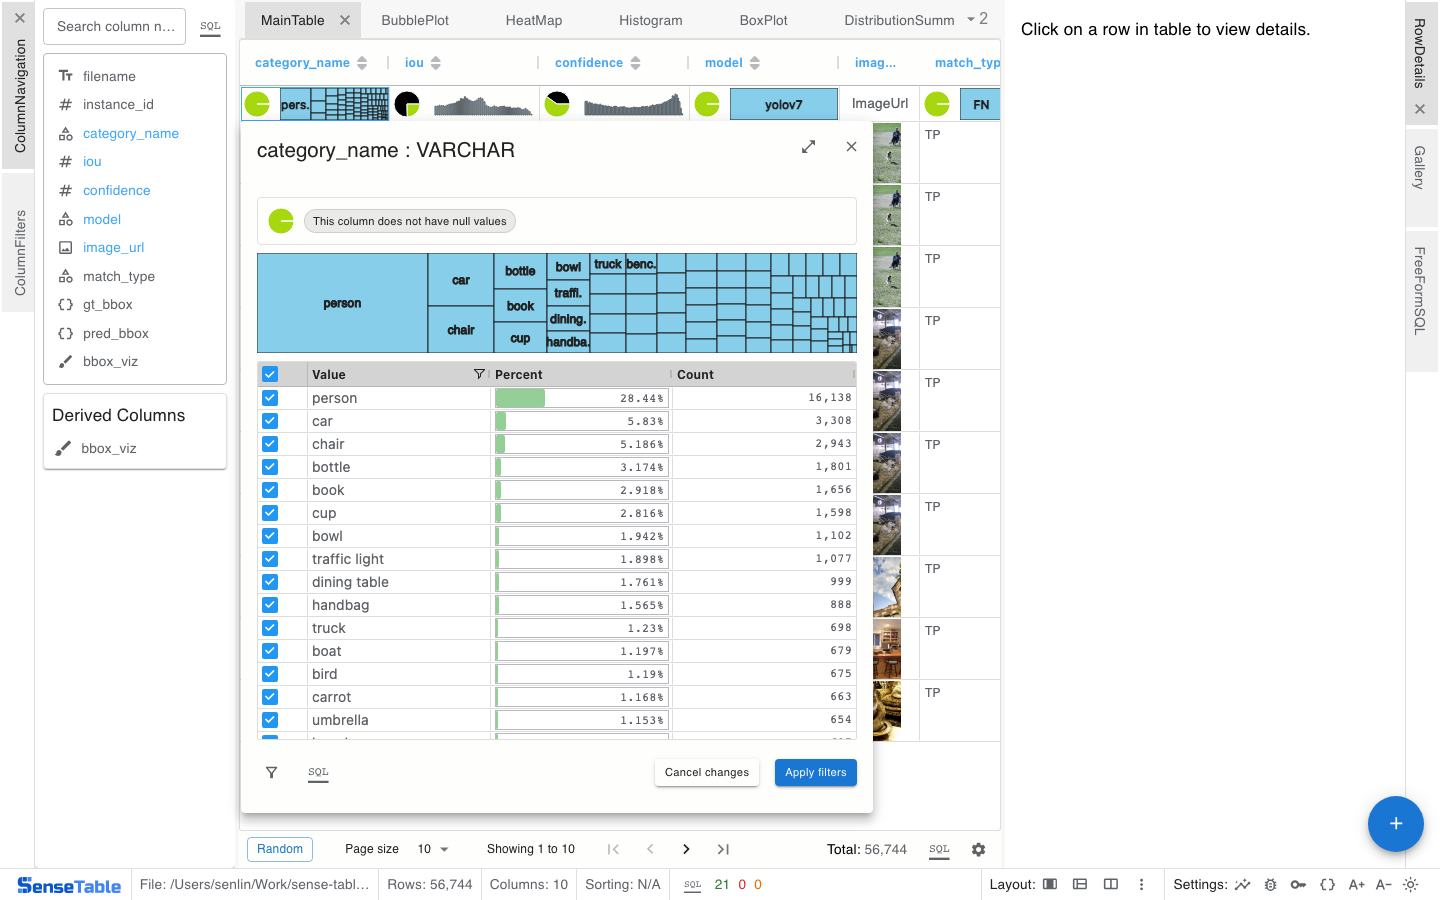 ColumnNavigation
ColumnFilters
Search column n...
SQL
filename
instance_id
category_name
iou
confidence
model
image_url
match_type
gt_bbox
pred_bbox
bbox_viz
Derived Columns
bbox_viz
MainTable
BubblePlot
HeatMap
Histogram
BoxPlot
DistributionSumm
2
category_name
iou
confidence
model
imag...
match_typ
pers.
yolov7
ImageUrl
FN
category_name : VARCHAR
This column does not have null values
person
car
chair
bottle
book
cup
bowl
traffi.
dining.
handba.
truck
benc.
Value Percent Count
person 28.44% 16,138
car 5.83% 3,308
chair 5.186% 2,943
bottle 3.174% 1,801
book 2.918% 1,656
cup 2.816% 1,598
bowl 1.942% 1,102
traffic light 1.898% 1,077
dining table 1.761% 999
handbag 1.565% 888
truck 1.23% 698
boat 1.197% 679
bird 1.19% 675
carrot 1.168% 663
umbrella 1.153% 654
SQL
Cancel changes
Apply filters
TP
TP
TP
TP
TP
TP
TP
TP
TP
TP
Random
Page size 10
Showing 1 to 10
Total: 56,744
SQL
Click on a row in table to view details.
RowDetails
Gallery
FreeFormSQL
+
SenseTable
File: /Users/senlin/Work/sense-tabl...
Rows: 56,744
Columns: 10
Sorting: N/A
SQL 21 0 0
Layout:
Settings:
A+ A−